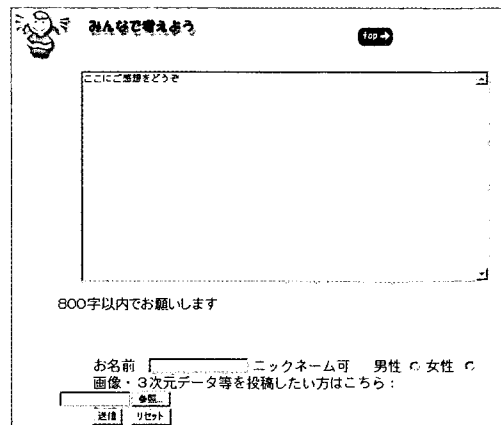 みんなで考えよう
top→
ここにご感想をどうぞ
800字以内でお願いします
お名前 ニックネーム可 男性 女性
画像・3次元データ等を投稿したい方はこちら:
参照...
送信 リセット